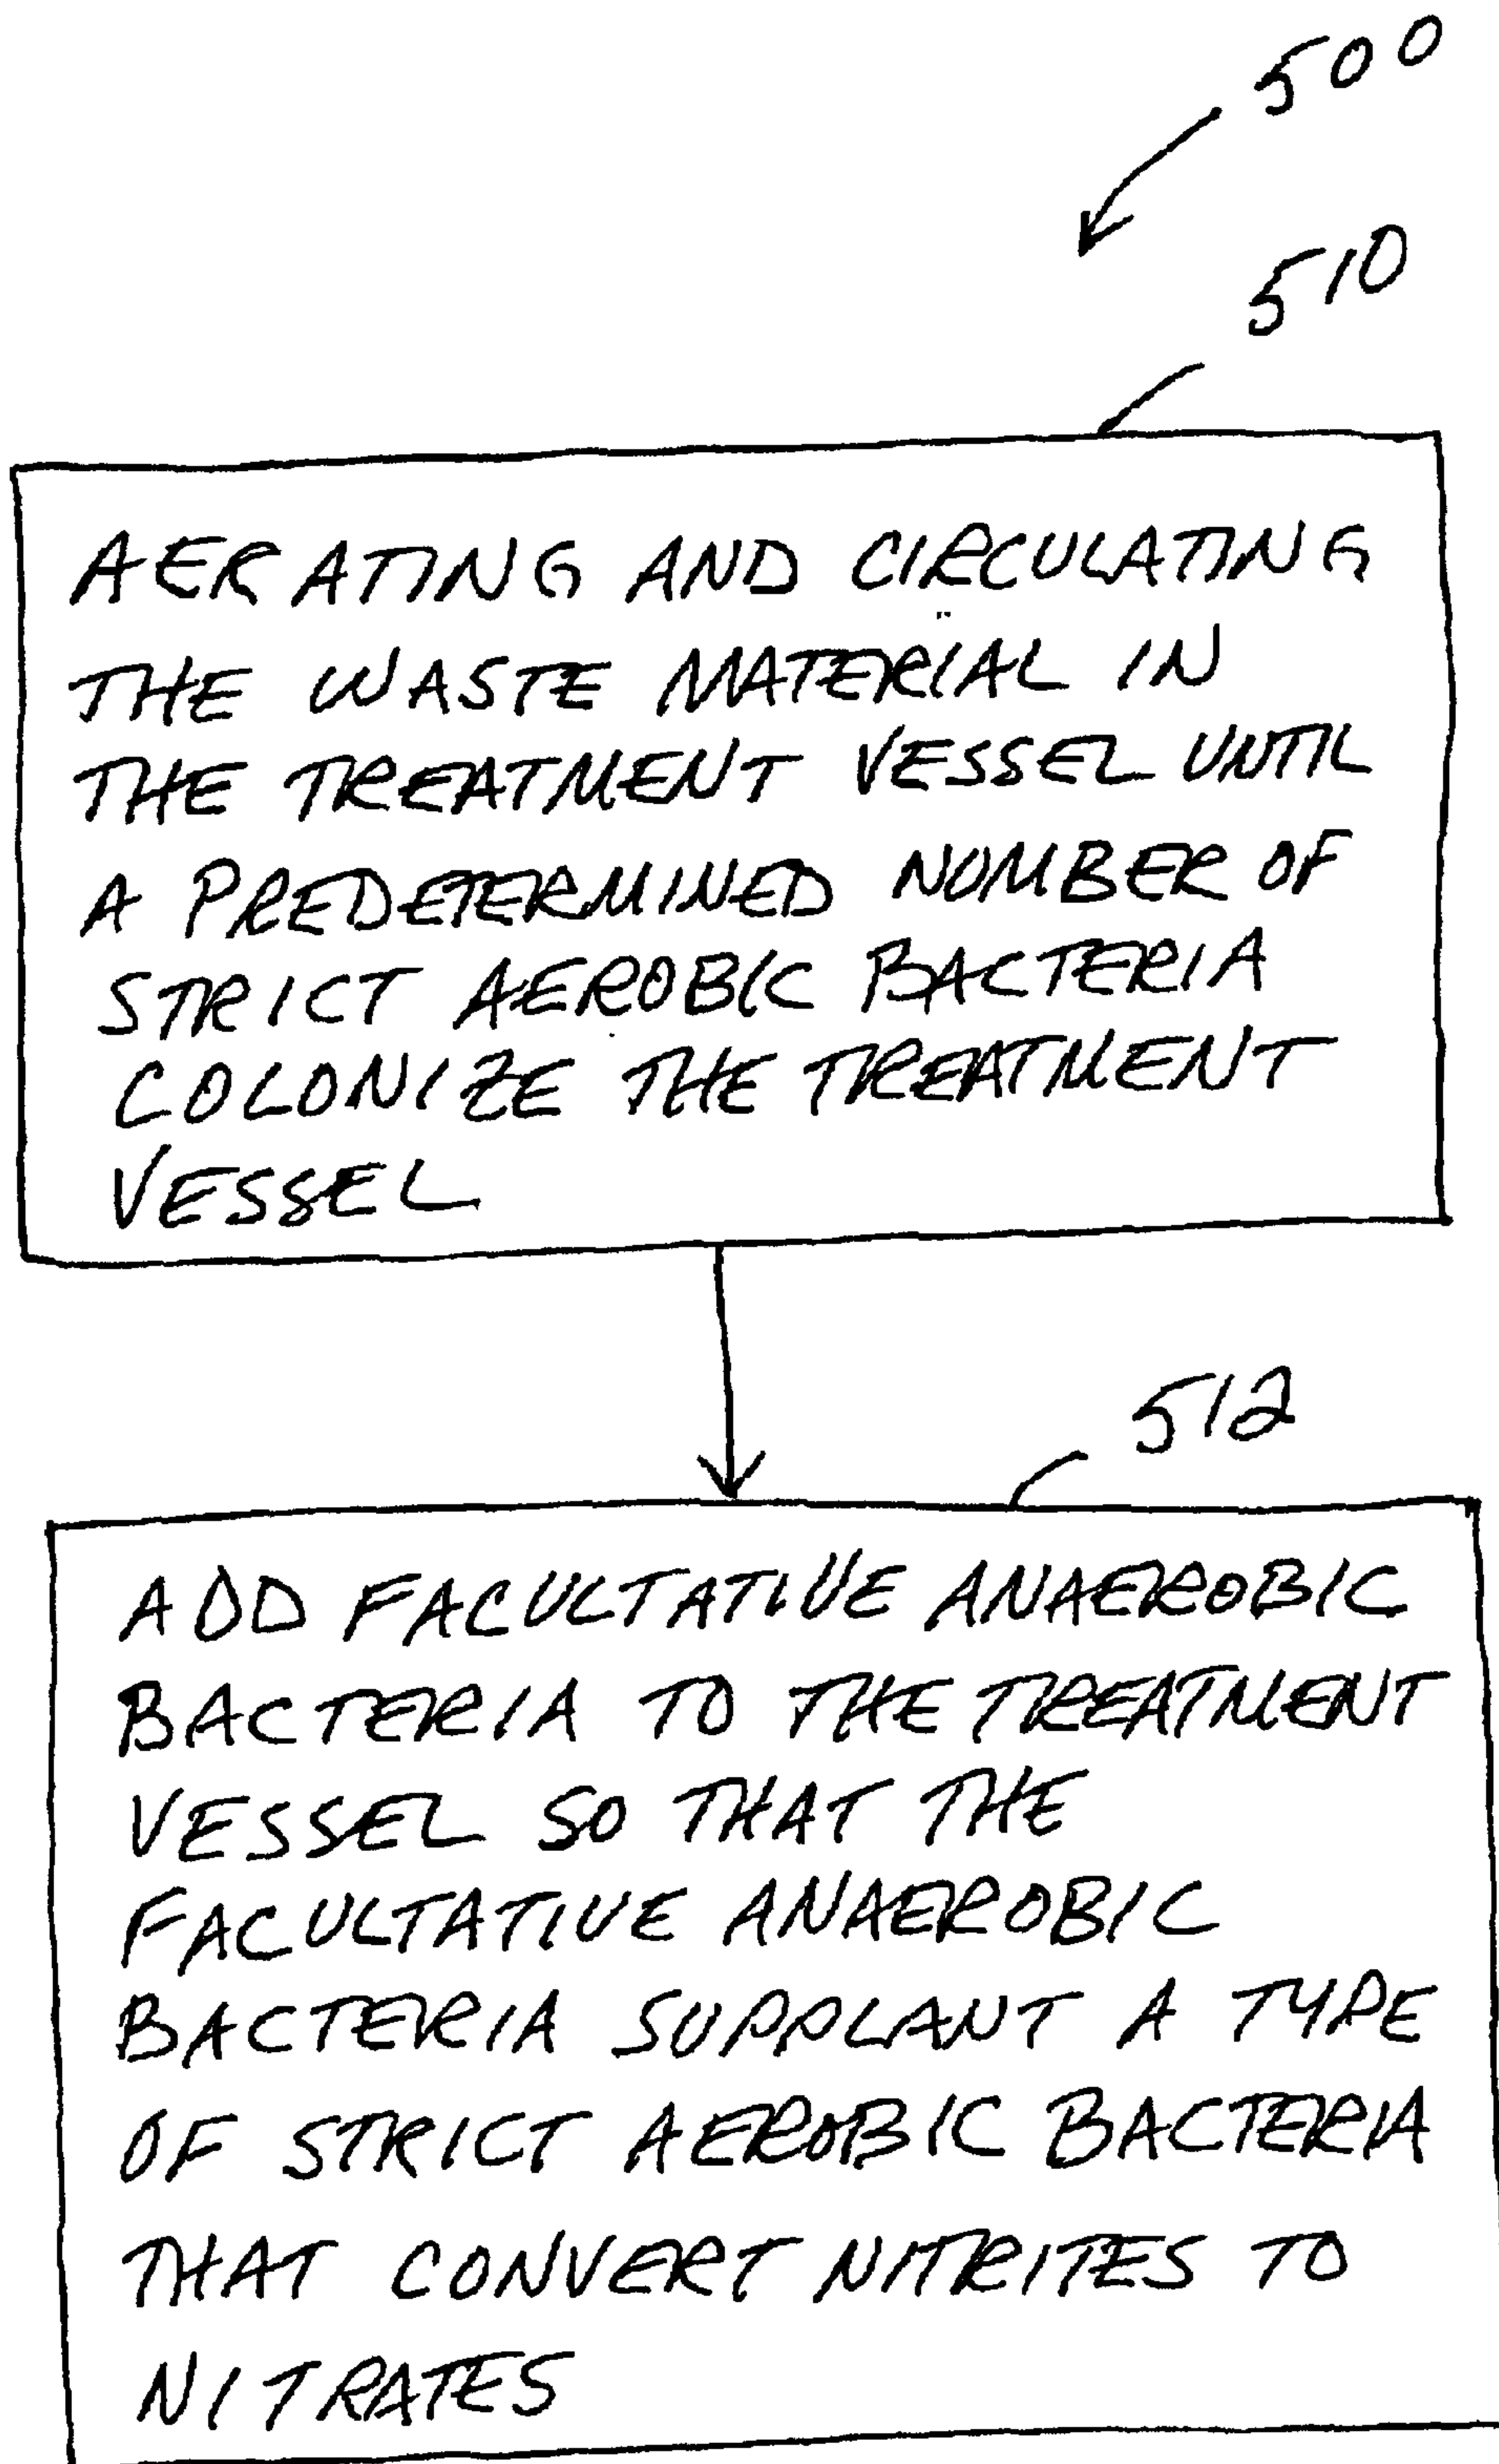 500
510
AERATING AND CIRCULATING
THE WASTE MATERIAL IN
THE TREATMENT VESSEL UNTIL
A PREDETERMINED NUMBER OF
STRICT AEROBIC BACTERIA
COLONIZE THE TREATMENT
VESSEL
512
ADD FACULTATIVE ANAEROBIC
BACTERIA TO THE TREATMENT
VESSEL SO THAT THE
FACULTATIVE ANAEROBIC
BACTERIA SUPPLANT A TYPE
OF STRICT AEROBIC BACTERIA
THAT CONVERT NITRITES TO
NITRATES